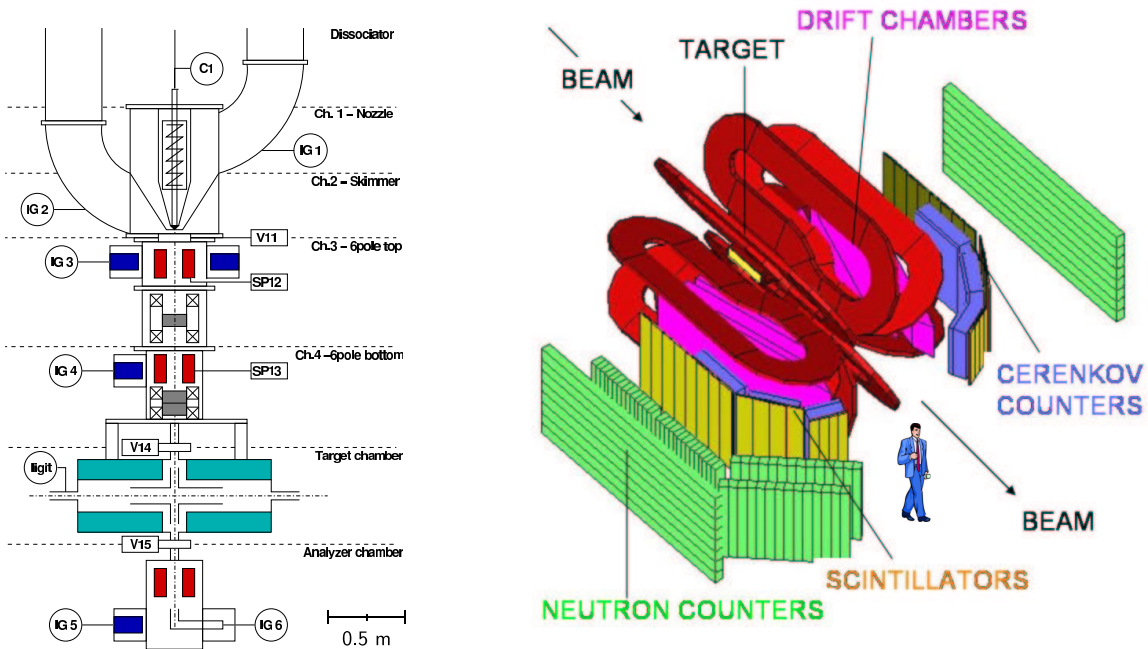 Dissociator
C1
Ch. 1 – Nozzle
IG 1
Ch.2 – Skimmer
IG 2
V11
Ch.3 – 6pole top
IG 3
SP12
Ch.4 –6pole bottom
IG 4
SP13
V14
Target chamber
Iigit
V15
Analyzer chamber
IG 5
IG 6
0.5 m
DRIFT CHAMBERS
TARGET
BEAM
CERENKOV
COUNTERS
BEAM
SCINTILLATORS
NEUTRON COUNTERS